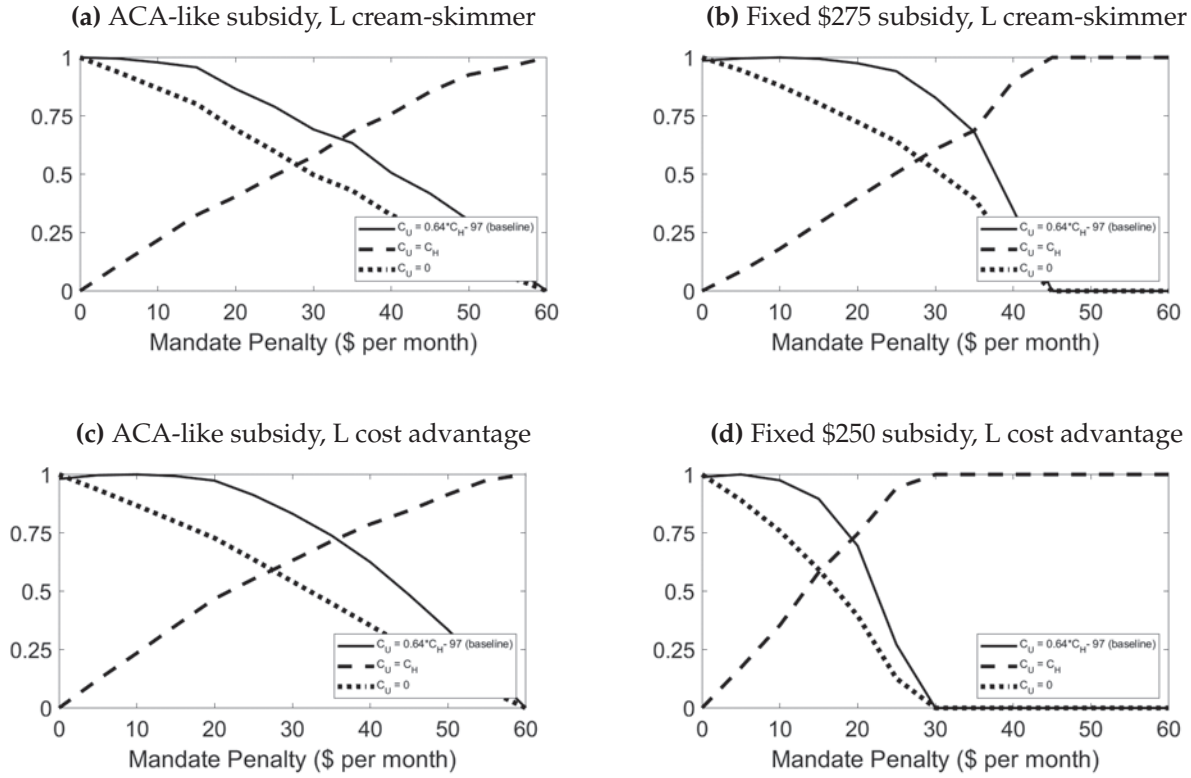 (a) ACA-like subsidy, L cream-skimmer
1
0.75
0.5
0.25
0
C_U = 0.64*C_H- 97 (baseline)
C_U = C_H
C_U = 0
0 10 20 30 40 50 60
Mandate Penalty ($ per month)
(b) Fixed $275 subsidy, L cream-skimmer
1
0.75
0.5
0.25
0
C_U = 0.64*C_H- 97 (baseline)
C_U = C_H
C_U = 0
0 10 20 30 40 50 60
Mandate Penalty ($ per month)
(c) ACA-like subsidy, L cost advantage
1
0.75
0.5
0.25
0
C_U = 0.64*C_H- 97 (baseline)
C_U = C_H
C_U = 0
0 10 20 30 40 50 60
Mandate Penalty ($ per month)
(d) Fixed $250 subsidy, L cost advantage
1
0.75
0.5
0.25
0
C_U = 0.64*C_H- 97 (baseline)
C_U = C_H
C_U = 0
0 10 20 30 40 50 60
Mandate Penalty ($ per month)